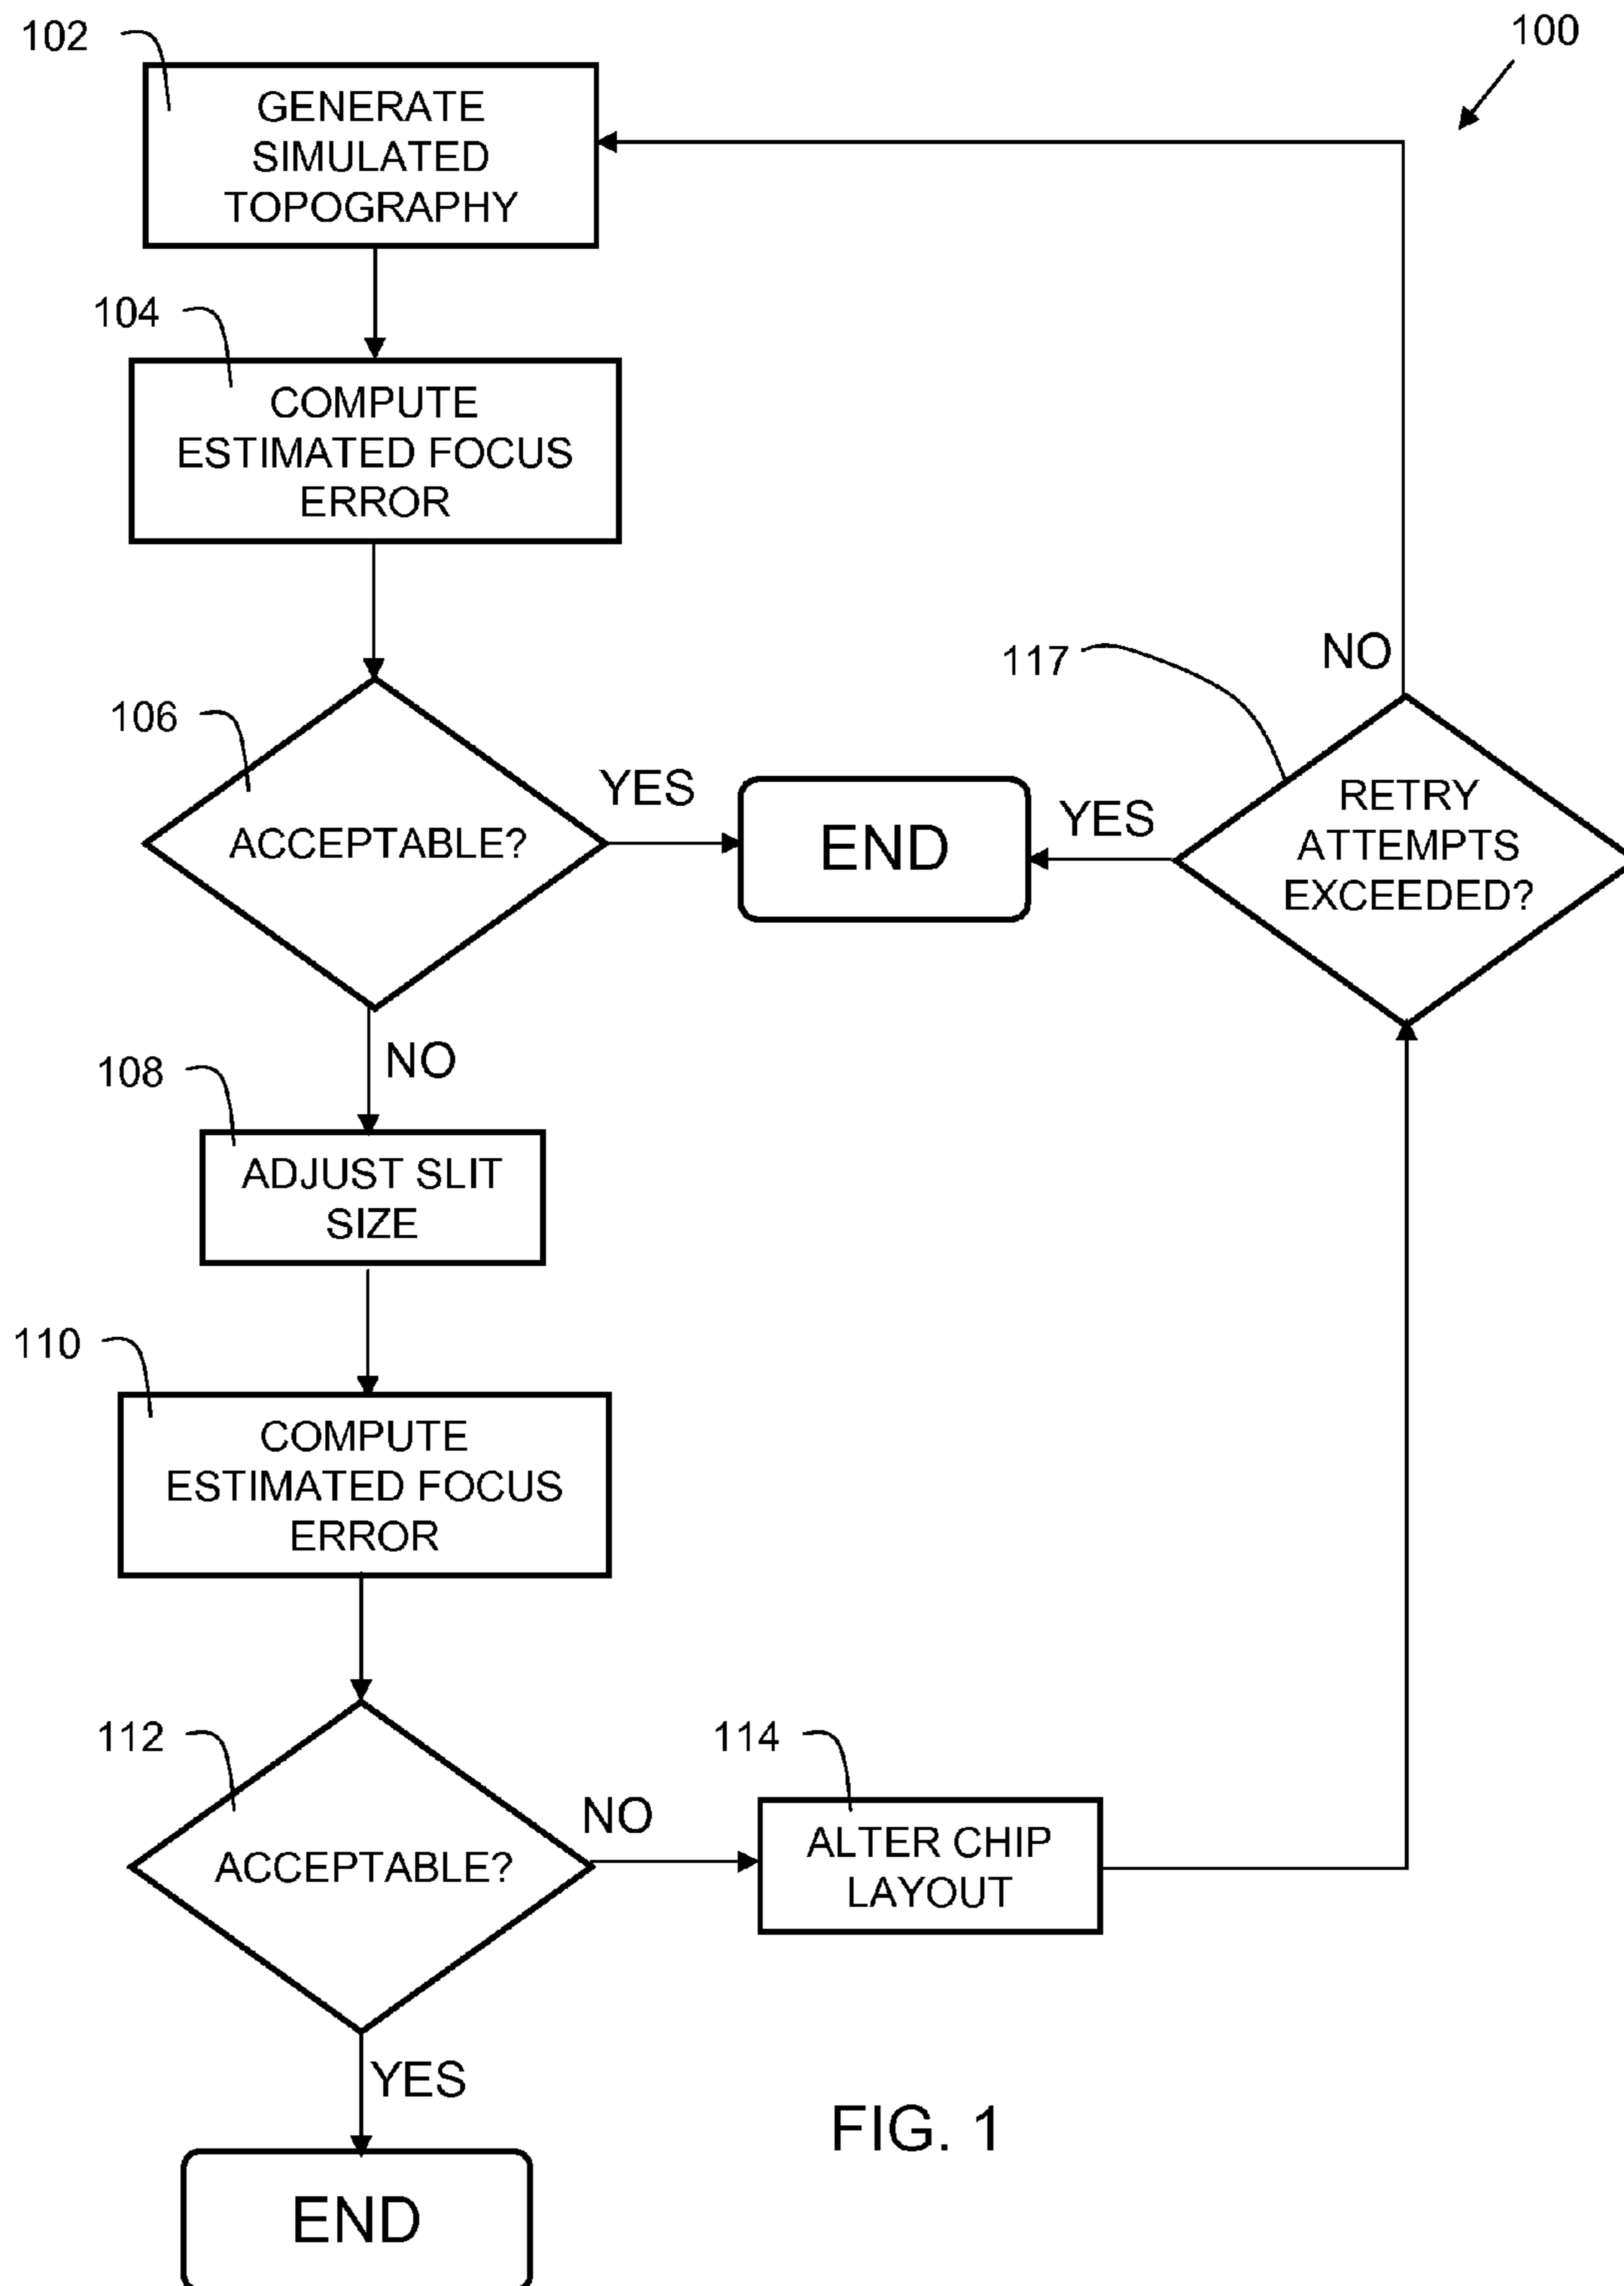 100
102
GENERATE
SIMULATED
TOPOGRAPHY
104
COMPUTE
ESTIMATED FOCUS
ERROR
106
ACCEPTABLE?
YES
END
YES
117
NO
RETRY
ATTEMPTS
EXCEEDED?
NO
108
ADJUST SLIT
SIZE
110
COMPUTE
ESTIMATED FOCUS
ERROR
112
ACCEPTABLE?
NO
114
ALTER CHIP
LAYOUT
YES
END
FIG. 1